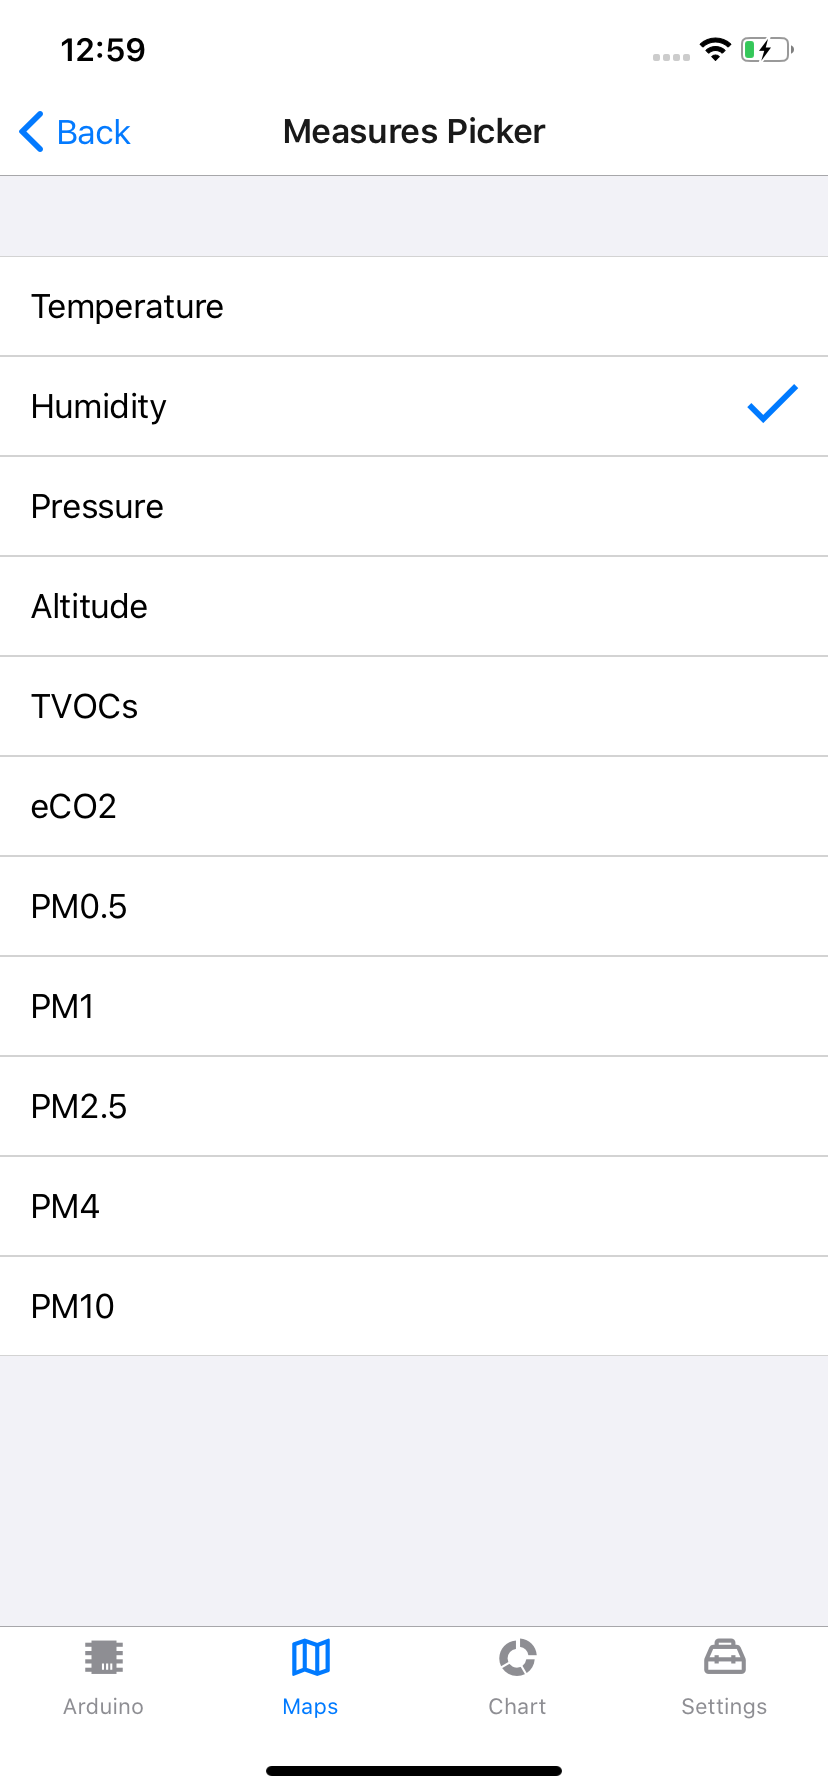 12:59
Back
Measures Picker
Temperature
Humidity
Pressure
Altitude
TVOCs
eCO2
PM0.5
PM1
PM2.5
PM4
PM10
Arduino
Maps
Chart
Settings